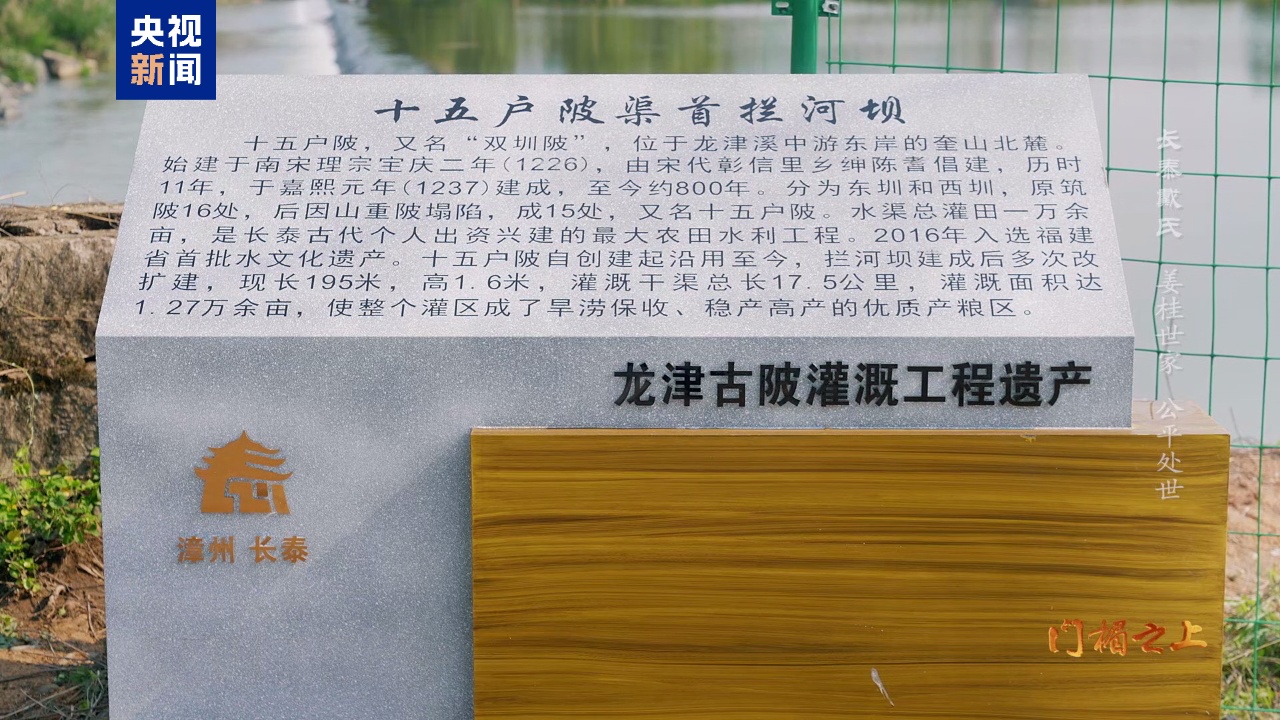 央视
新闻
十五户陂渠首拦河坝
十五户陂，又名“双圳陂”，位于龙津溪中游东岸的奎山北麓。
始建于南宋理宗宝庆二年(1226)，由宋代彰信里乡绅陈耆倡建，历时
11年，于嘉熙元年(1237)建成，至今约800年。分为东圳和西圳，原筑
陂16处，后因山重陂塌陷，成15处，又名十五户陂。水渠总灌田一万余
亩，是长泰古代个人出资兴建的最大农田水利工程。2016年入选福建
省首批水文化遗产。十五户陂自创建起沿用至今，拦河坝建成后多次改
扩建，现长195米，高1.6米，灌溉干渠总长17.5公里，灌溉面积达
1.27万余亩，使整个灌区成了旱涝保收、稳产高产的优质产粮区。
龙津古陂灌溉工程遗产
漳州 长泰
长泰戴氏 姜桂世家 公平处世
门楣之上